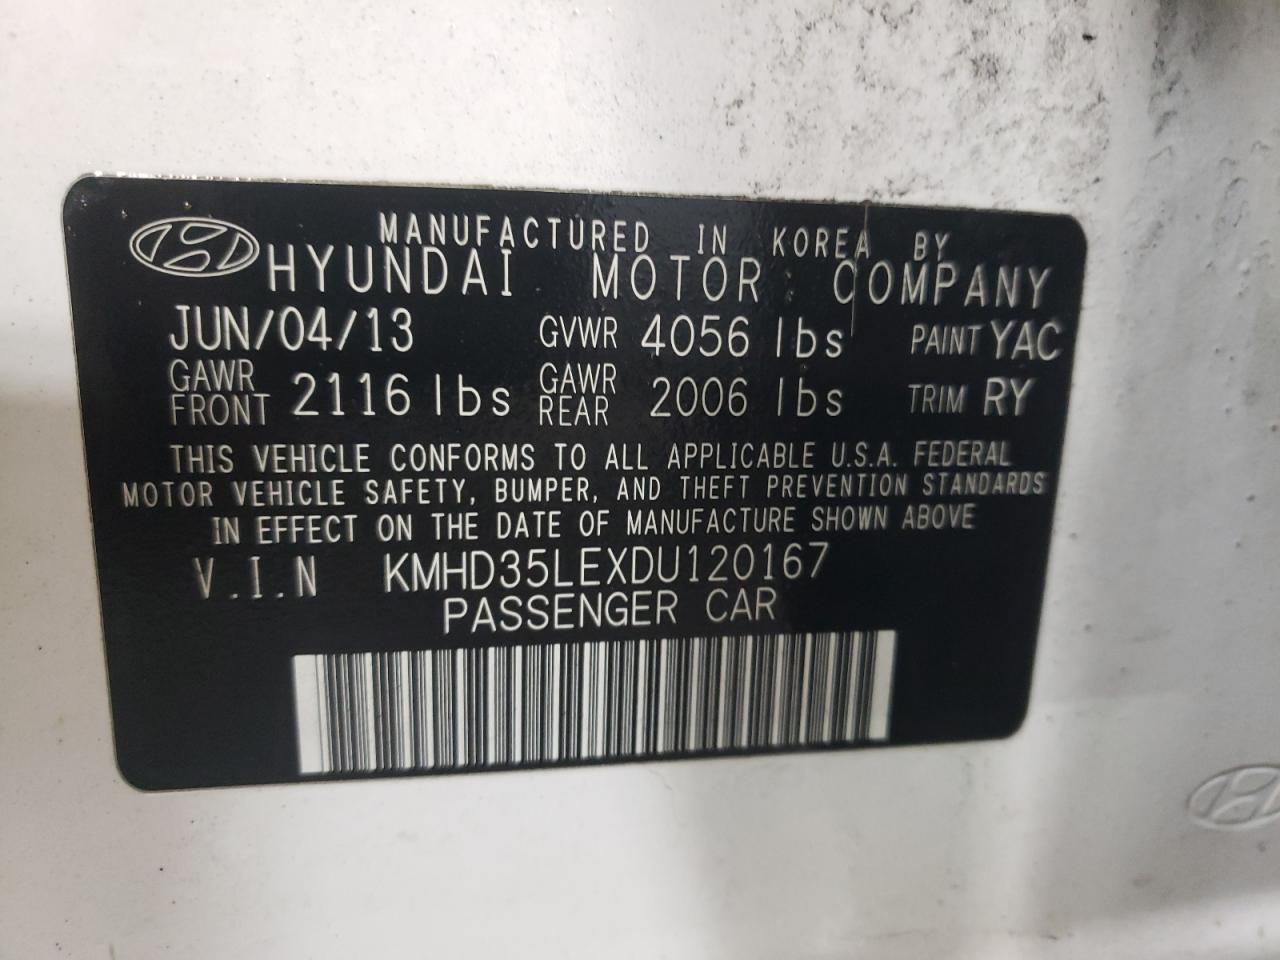 MANUFACTURED IN KOREA BY
HYUNDAI MOTOR COMPANY
JUN/04/13 GVWR 4056 lbs PAINT YAC
GAWR FRONT 2116 lbs GAWR REAR 2006 lbs TRIM RY
THIS VEHICLE CONFORMS TO ALL APPLICABLE U.S.A. FEDERAL
MOTOR VEHICLE SAFETY, BUMPER, AND THEFT PREVENTION STANDARDS
IN EFFECT ON THE DATE OF MANUFACTURE SHOWN ABOVE
V.I.N KMHD35LEXDU120167
PASSENGER CAR